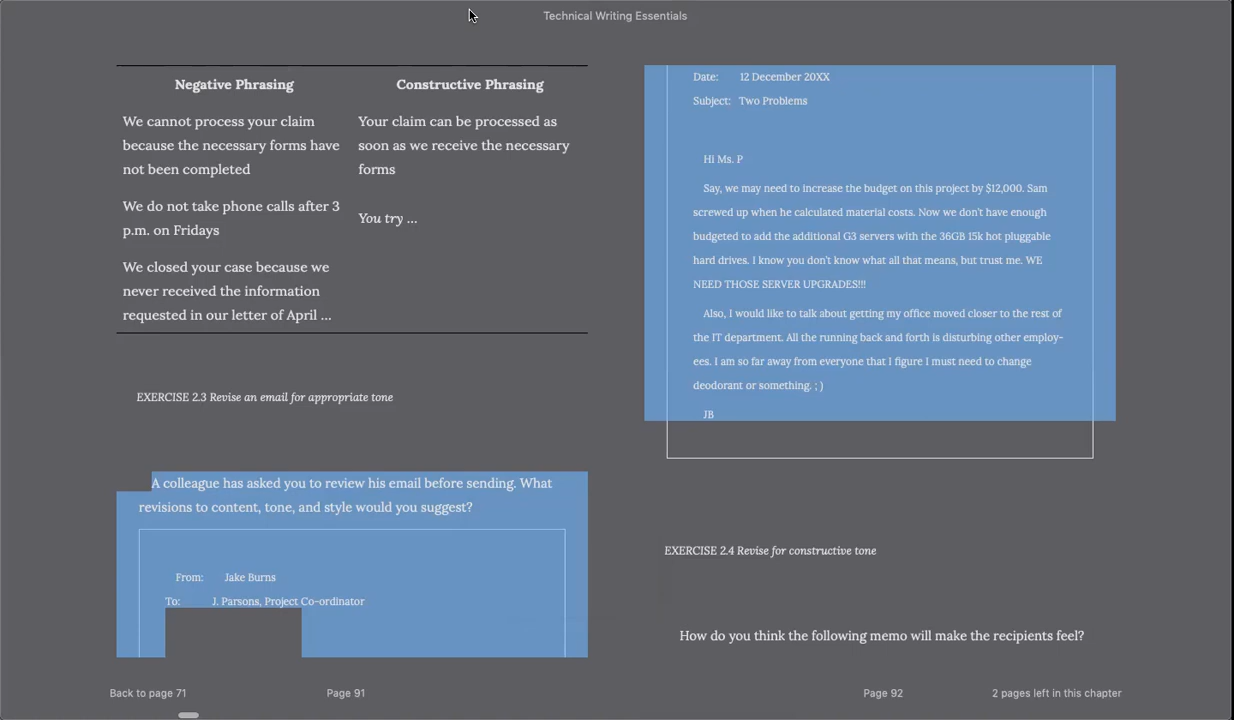 Technical Writing Essentials
Negative Phrasing
Constructive Phrasing
We cannot process your claim
because the necessary forms have
not been completed
Your claim can be processed as
soon as we receive the necessary
forms
We do not take phone calls after 3
p.m. on Fridays
You try ...
We closed your case because we
never received the information
requested in our letter of April ...
EXERCISE 2.3 Revise an email for appropriate tone
A colleague has asked you to review his email before sending. What
revisions to content, tone, and style would you suggest?
From: Jake Burns
To: J. Parsons, Project Co-ordinator
Date: 12 December 20XX
Subject: Two Problems
Hi Ms. P
Say, we may need to increase the budget on this project by $12,000. Sam
screwed up when he calculated material costs. Now we don't have enough
budgeted to add the additional G3 servers with the 36GB 15k hot pluggable
hard drives. I know you don't know what all that means, but trust me. WE
NEED THOSE SERVER UPGRADES!!!
Also, I would like to talk about getting my office moved closer to the rest of
the IT department. All the running back and forth is disturbing other employ-
ees. I am so far away from everyone that I figure I must need to change
deodorant or something. ; )
JB
EXERCISE 2.4 Revise for constructive tone
How do you think the following memo will make the recipients feel?
Back to page 71
Page 91
Page 92
2 pages left in this chapter